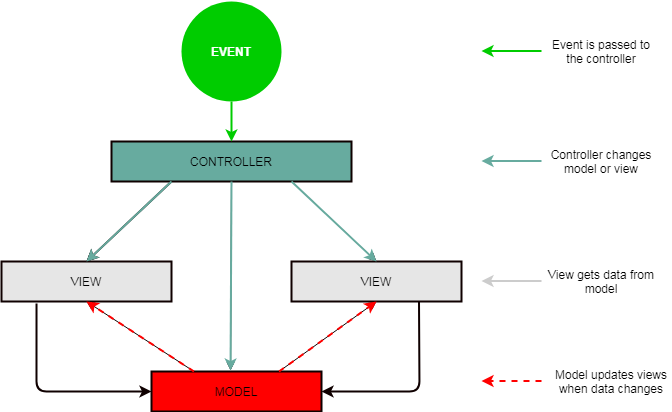 EVENT
Event is passed to
the controller
CONTROLLER
Controller changes
model or view
VIEW
VIEW
View gets data from
model
MODEL
Model updates views
when data changes